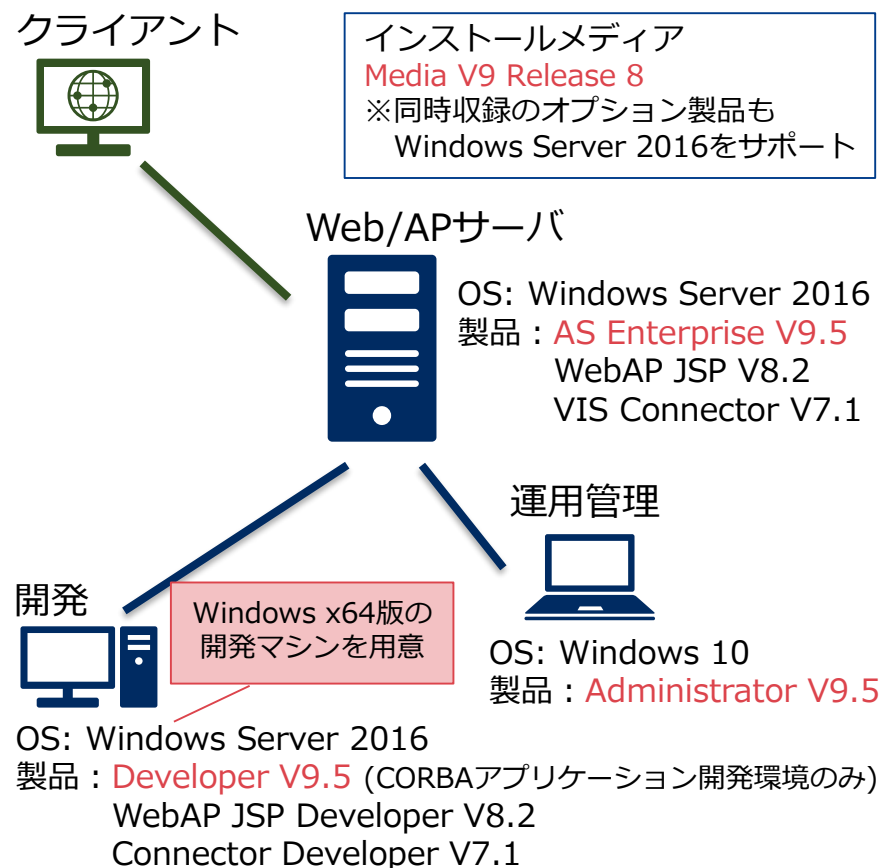 クライアント
インストールメディア
Media V9 Release 8
※同時収録のオプション製品も
Windows Server 2016をサポート
Web/APサーバ
OS: Windows Server 2016
製品：AS Enterprise V9.5
WebAP JSP V8.2
VIS Connector V7.1
運用管理
OS: Windows 10
製品：Administrator V9.5
開発
Windows x64版の
開発マシンを用意
OS: Windows Server 2016
製品：Developer V9.5 (CORBAアプリケーション開発環境のみ)
WebAP JSP Developer V8.2
Connector Developer V7.1